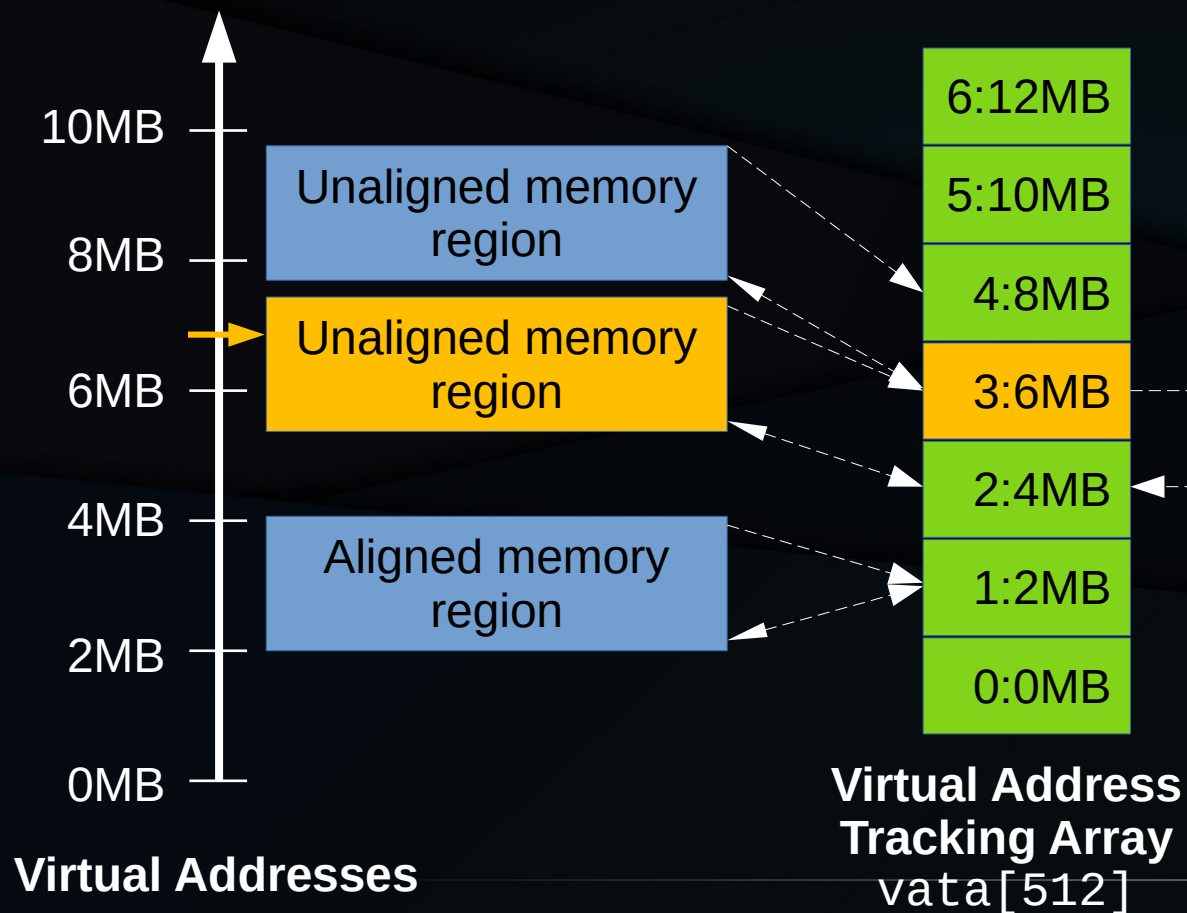 10MB
8MB
6MB
4MB
2MB
0MB
Virtual Addresses
Unaligned memory
region
Unaligned memory
region
Aligned memory
region
6:12MB
5:10MB
4:8MB
3:6MB
2:4MB
1:2MB
0:0MB
Virtual Address
Tracking Array
vata[512]